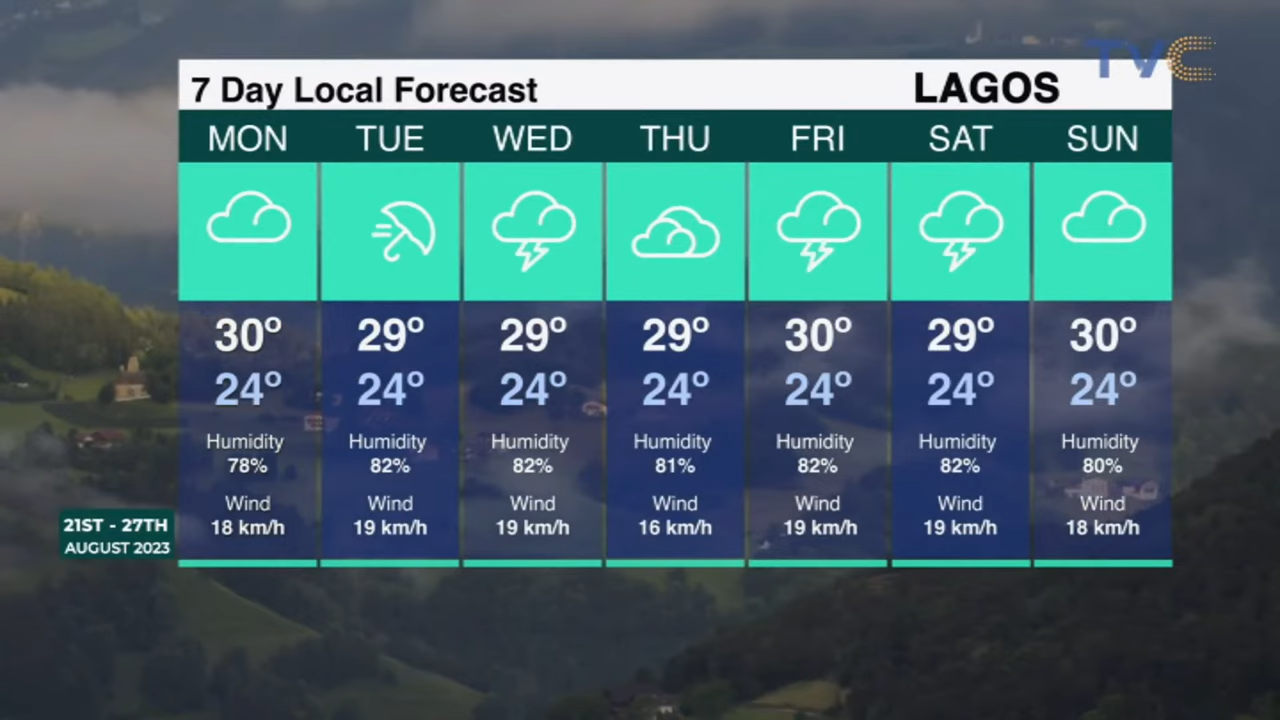 TVC
7 Day Local Forecast LAGOS
MON TUE WED THU FRI SAT SUN
30° 29° 29° 29° 30° 29° 30°
24° 24° 24° 24° 24° 24° 24°
Humidity Humidity Humidity Humidity Humidity Humidity Humidity
78% 82% 82% 81% 82% 82% 80%
Wind Wind Wind Wind Wind Wind Wind
18 km/h 19 km/h 19 km/h 16 km/h 19 km/h 19 km/h 18 km/h
21ST - 27TH
AUGUST 2023